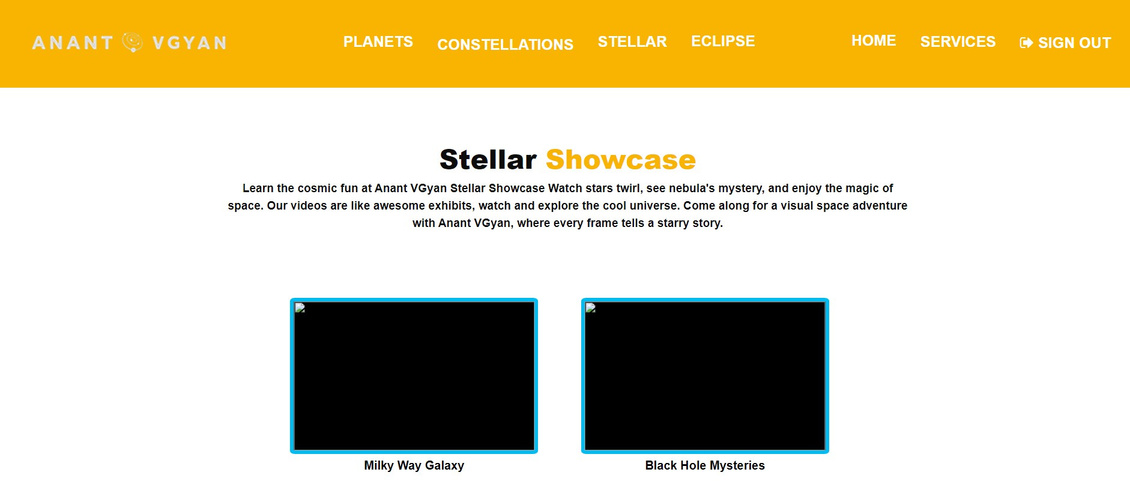 ANANT VGYAN
PLANETS CONSTELLATIONS STELLAR ECLIPSE
HOME SERVICES SIGN OUT
Stellar Showcase
Learn the cosmic fun at Anant VGyan Stellar Showcase Watch stars twirl, see nebula's mystery, and enjoy the magic of
space. Our videos are like awesome exhibits, watch and explore the cool universe. Come along for a visual space adventure
with Anant VGyan, where every frame tells a starry story.
Milky Way Galaxy
Black Hole Mysteries